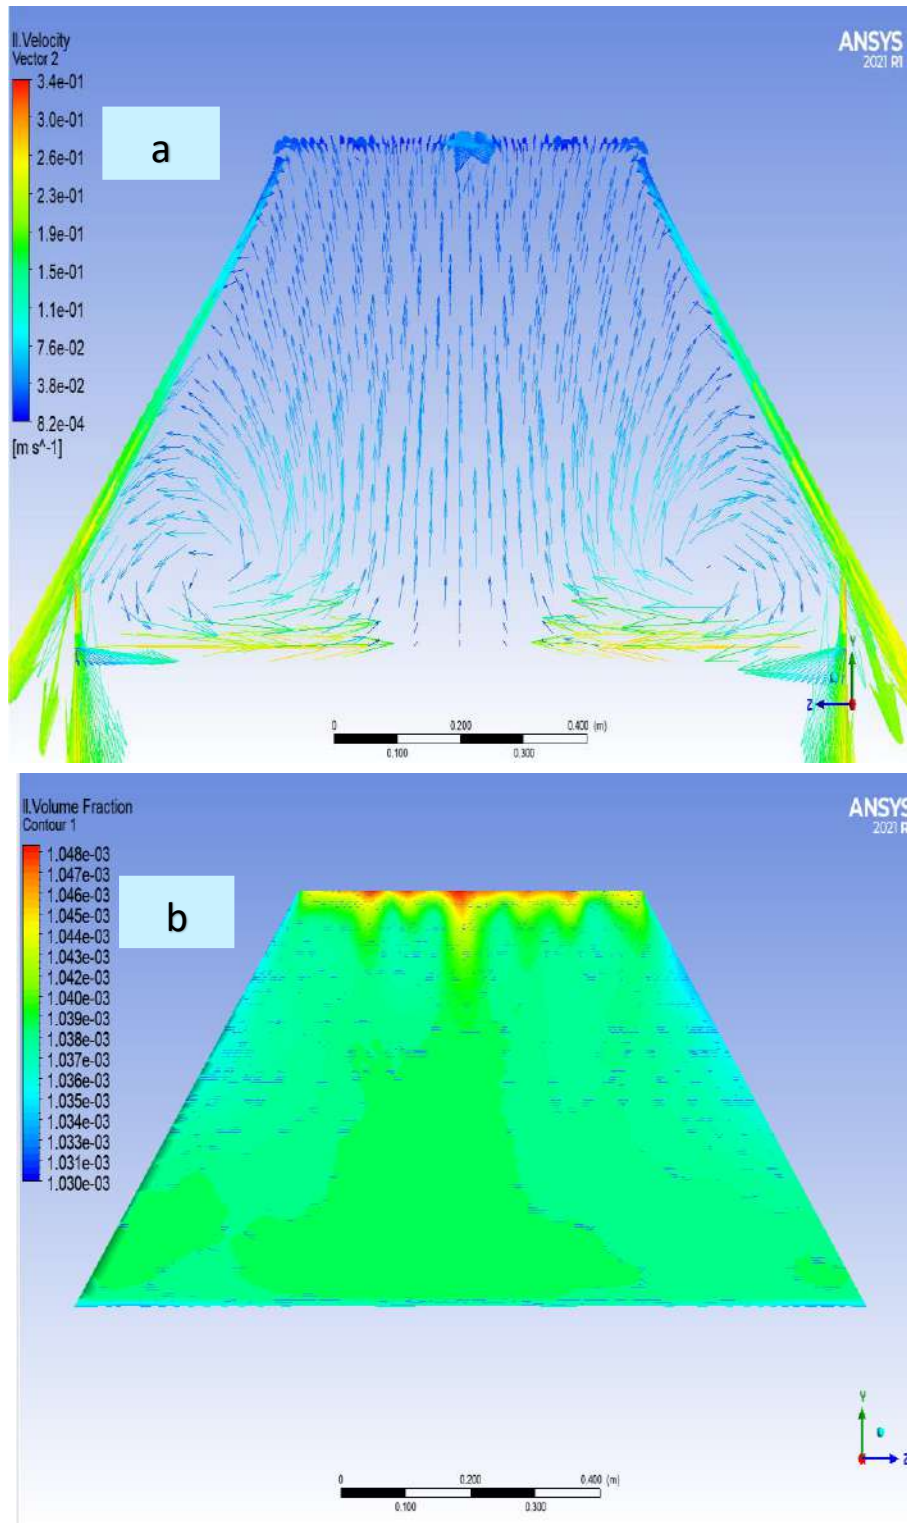 II.Velocity
Vector 2
ANSYS
2021 R1
3.4e-01
3.0e-01
2.6e-01
2.3e-01
1.9e-01
1.5e-01
1.1e-01
7.6e-02
3.8e-02
8.2e-04
[m s^-1]
a
Y
Z
0 0.200 0.400 (m)
0.100 0.300
II.Volume Fraction
Contour 1
ANSYS
2021 R
1.048e-03
1.047e-03
1.046e-03
1.045e-03
1.044e-03
1.042e-03
1.041e-03
1.040e-03
1.039e-03
1.037e-03
1.036e-03
1.035e-03
1.034e-03
1.033e-03
1.031e-03
1.030e-03
b
Y
Z
0 0.200 0.400 (m)
0.100 0.300